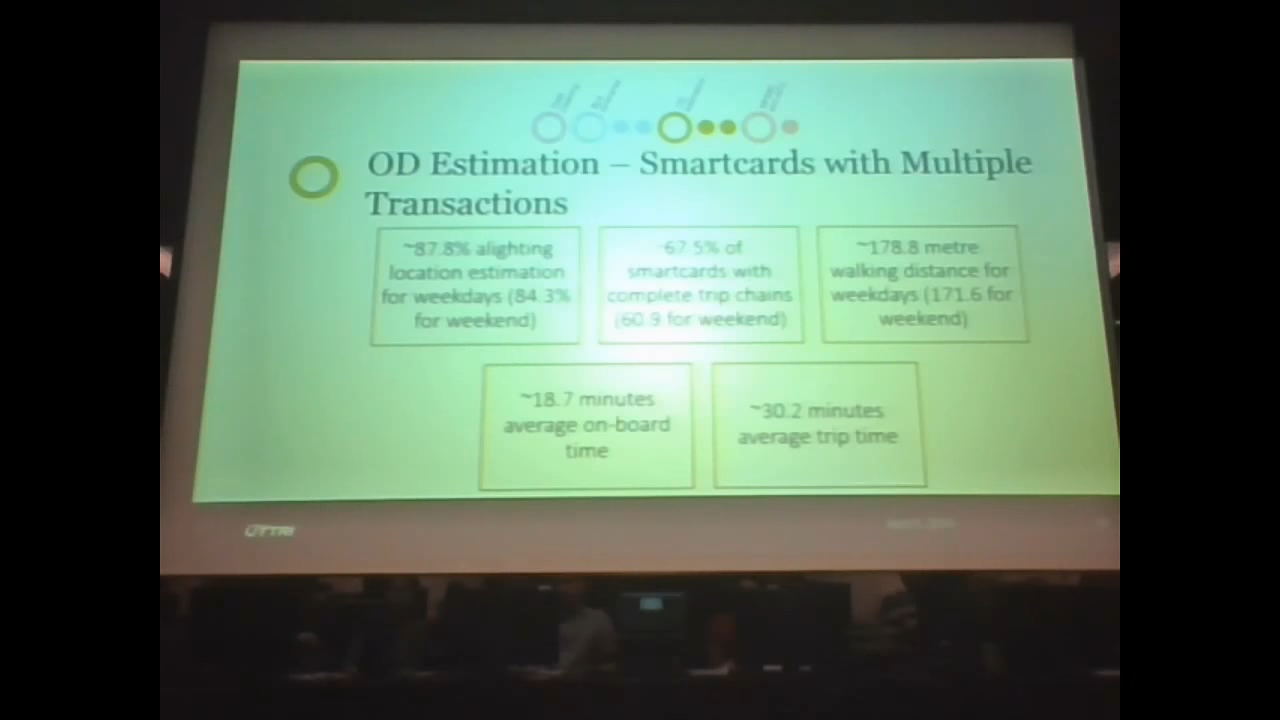 OD Estimation – Smartcards with Multiple
Transactions
~87.8% alighting
location estimation
for weekdays (84.3%
for weekend)
67.5% of
smartcards with
complete trip chains
(60.9 for weekend)
~178.8 metre
walking distance for
weekdays (171.6 for
weekend)
~18.7 minutes
average on-board
time
~30.2 minutes
average trip time
UTTRI